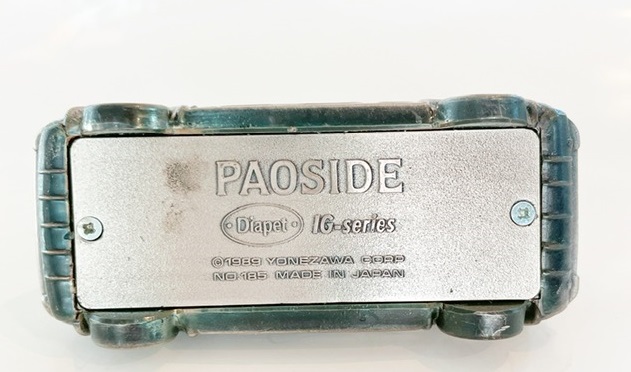 PAOSIDE
·Diapet· IG-series
©1989 YONEZAWA CORP
NO.185 MADE IN JAPAN